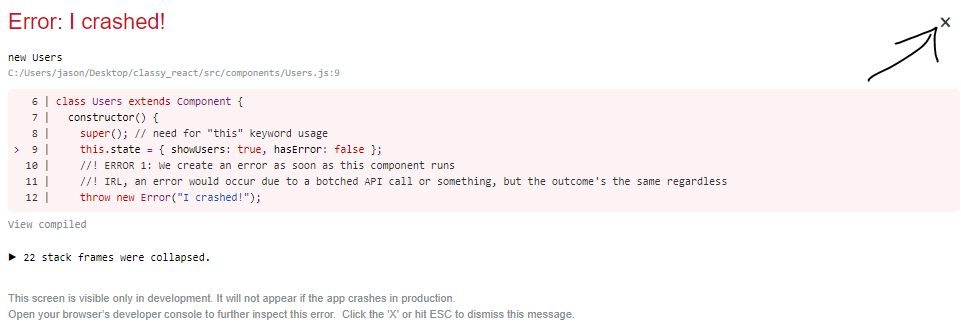 Error: I crashed!
×
new Users
C:/Users/jason/Desktop/classy_react/src/components/Users.js:9
6 | class Users extends Component {
7 |   constructor() {
8 |     super(); // need for "this" keyword usage
> 9 |     this.state = { showUsers: true, hasError: false };
10 |     //! ERROR 1: We create an error as soon as this component runs
11 |     //! IRL, an error would occur due to a botched API call or something, but the outcome's the same regardless
12 |     throw new Error("I crashed!");
View compiled
▶ 22 stack frames were collapsed.
This screen is visible only in development. It will not appear if the app crashes in production.
Open your browser's developer console to further inspect this error.  Click the 'X' or hit ESC to dismiss this message.